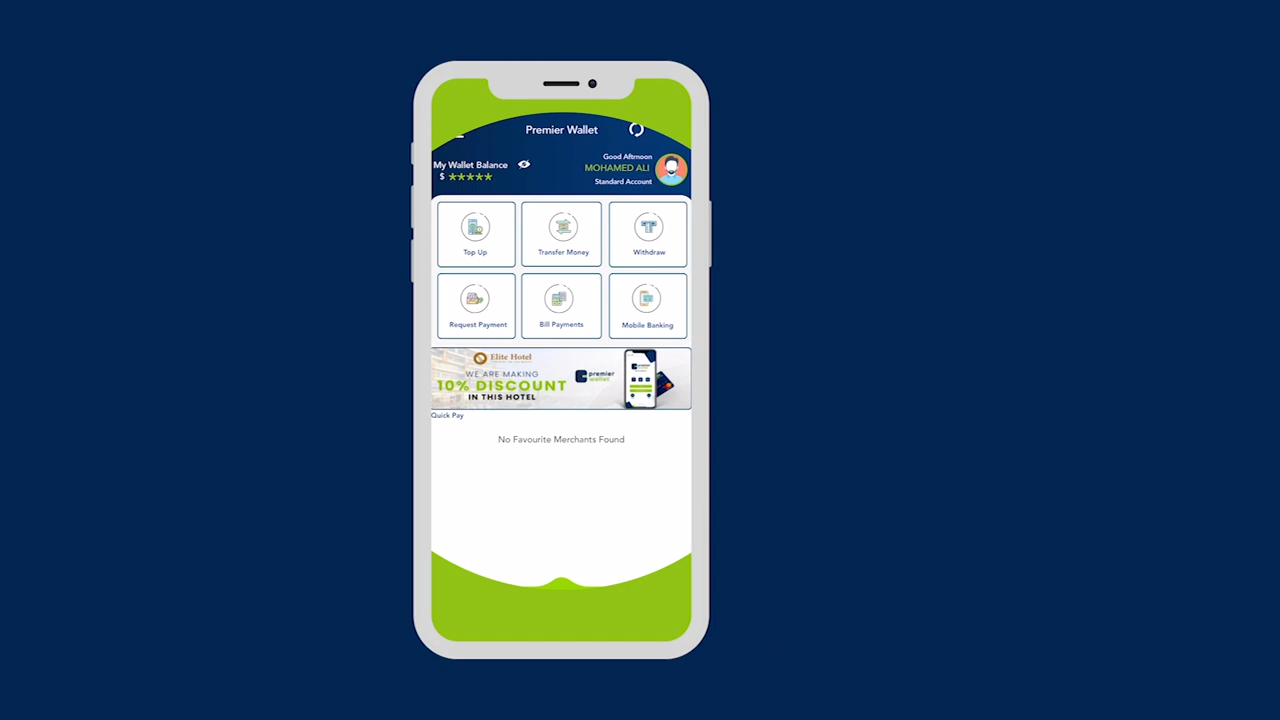 Premier Wallet
My Wallet Balance
Good Aftrnoon
MOHAMED ALI
$ ★★★★★
Standard Account
Top Up
Transfer Money
Withdraw
Request Payment
Bill Payments
Mobile Banking
Elite Hotel
WE ARE MAKING
10% DISCOUNT
IN THIS HOTEL
premier
wallet
Quick Pay
No Favourite Merchants Found